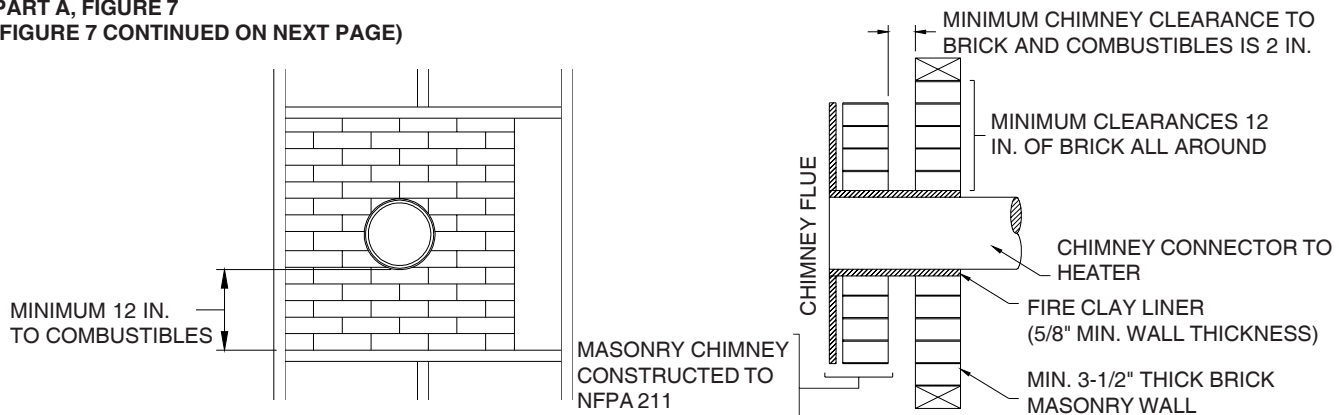 PART A, FIGURE 7
FIGURE 7 CONTINUED ON NEXT PAGE)
MINIMUM 12 IN.
TO COMBUSTIBLES
MINIMUM CHIMNEY CLEARANCE TO
BRICK AND COMBUSTIBLES IS 2 IN.
MINIMUM CLEARANCES 12
IN. OF BRICK ALL AROUND
CHIMNEY FLUE
CHIMNEY CONNECTOR TO
HEATER
FIRE CLAY LINER
(5/8" MIN. WALL THICKNESS)
MASONRY CHIMNEY
CONSTRUCTED TO
NFPA 211
MIN. 3-1/2" THICK BRICK
MASONRY WALL